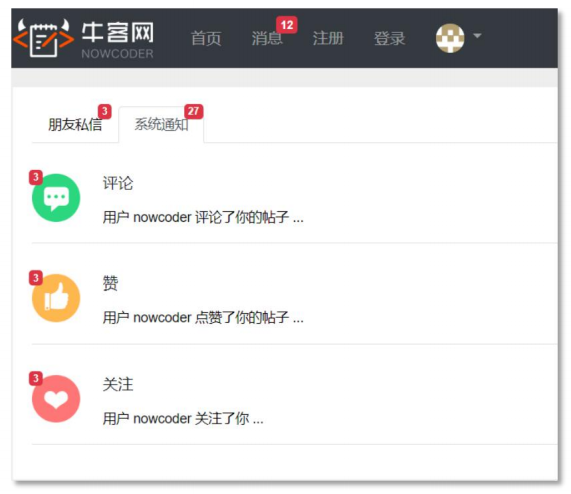 牛客网
NOWCODER
首页 消息 12 注册 登录
朋友私信 3 系统通知 27
3
评论
用户 nowcoder 评论了你的帖子 ...
3
赞
用户 nowcoder 点赞了你的帖子 ...
3
关注
用户 nowcoder 关注了你 ...